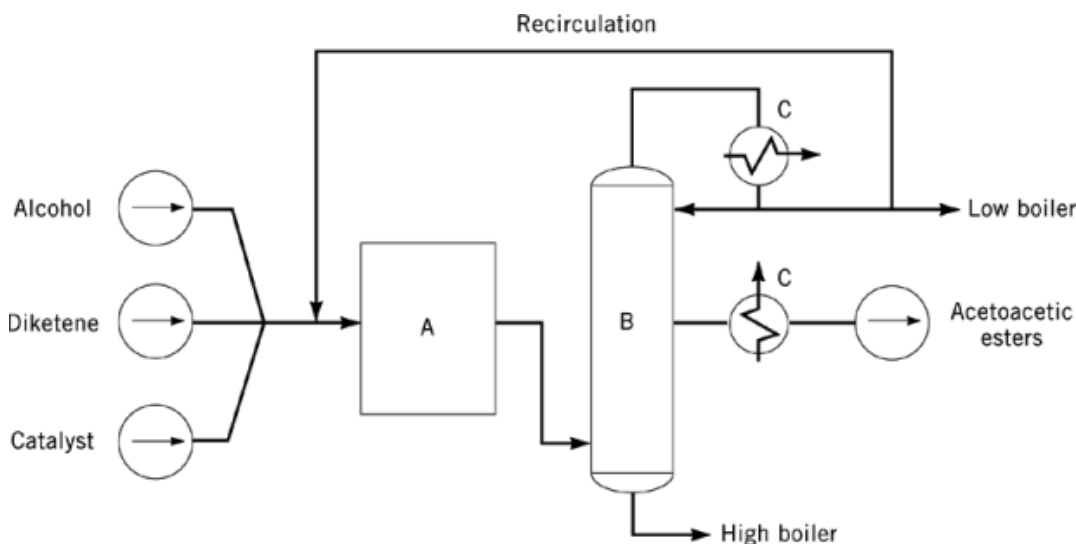 Recirculation
C
Alcohol
Low boiler
C
Diketene
A
B
Acetoacetic
esters
Catalyst
High boiler